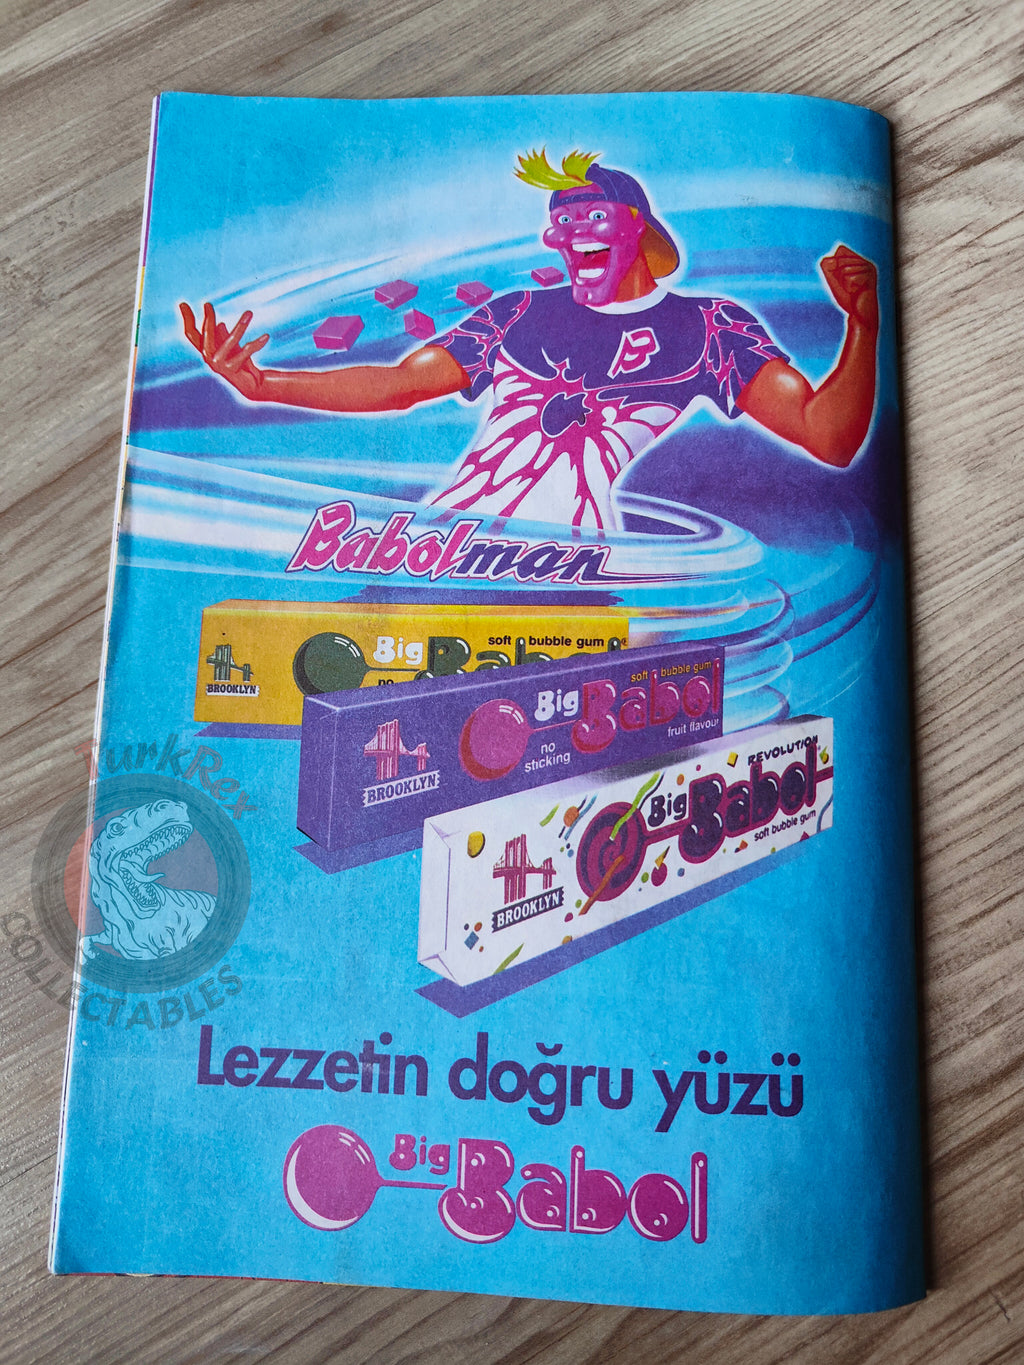 B
Babolman
BROOKLYN
Big Babol
soft bubble gum
no
BROOKLYN
Big Babol
soft bubble gum
no
sticking
fruit flavour
BROOKLYN
Big Babol
REVOLUTION
soft bubble gum
TurkRex
COLLECTABLES
Lezzetin doğru yüzü
Big Babol